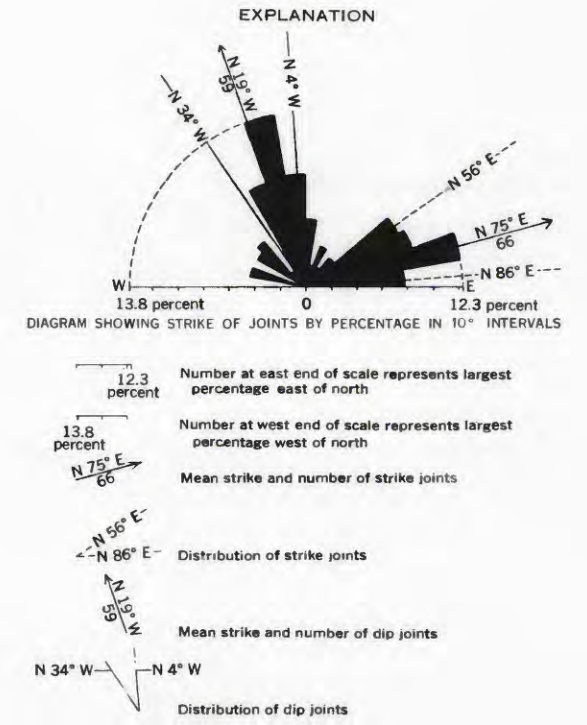 EXPLANATION
N 34° W
N 19° W
59
N 4° W
N 56° E
N 75° E
66
N 86° E
W
E
13.8 percent
0
12.3 percent
DIAGRAM SHOWING STRIKE OF JOINTS BY PERCENTAGE IN 10° INTERVALS
12.3
percent
Number at east end of scale represents largest
percentage east of north
13.8
percent
Number at west end of scale represents largest
percentage west of north
N 75° E
66
Mean strike and number of strike joints
N 56° E
N 86° E
Distribution of strike joints
N 19° W
59
Mean strike and number of dip joints
N 34° W
N 4° W
Distribution of dip joints